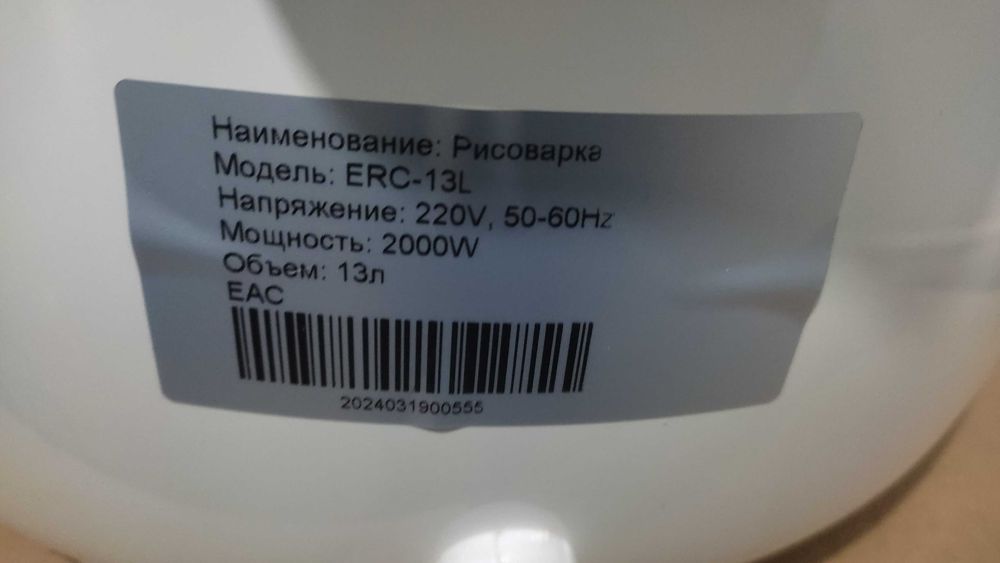 Наименование: Рисоварка
Модель: ERC-13L
Напряжение: 220V, 50-60Hz
Мощность: 2000W
Объем: 13л
EAC
2024031900555